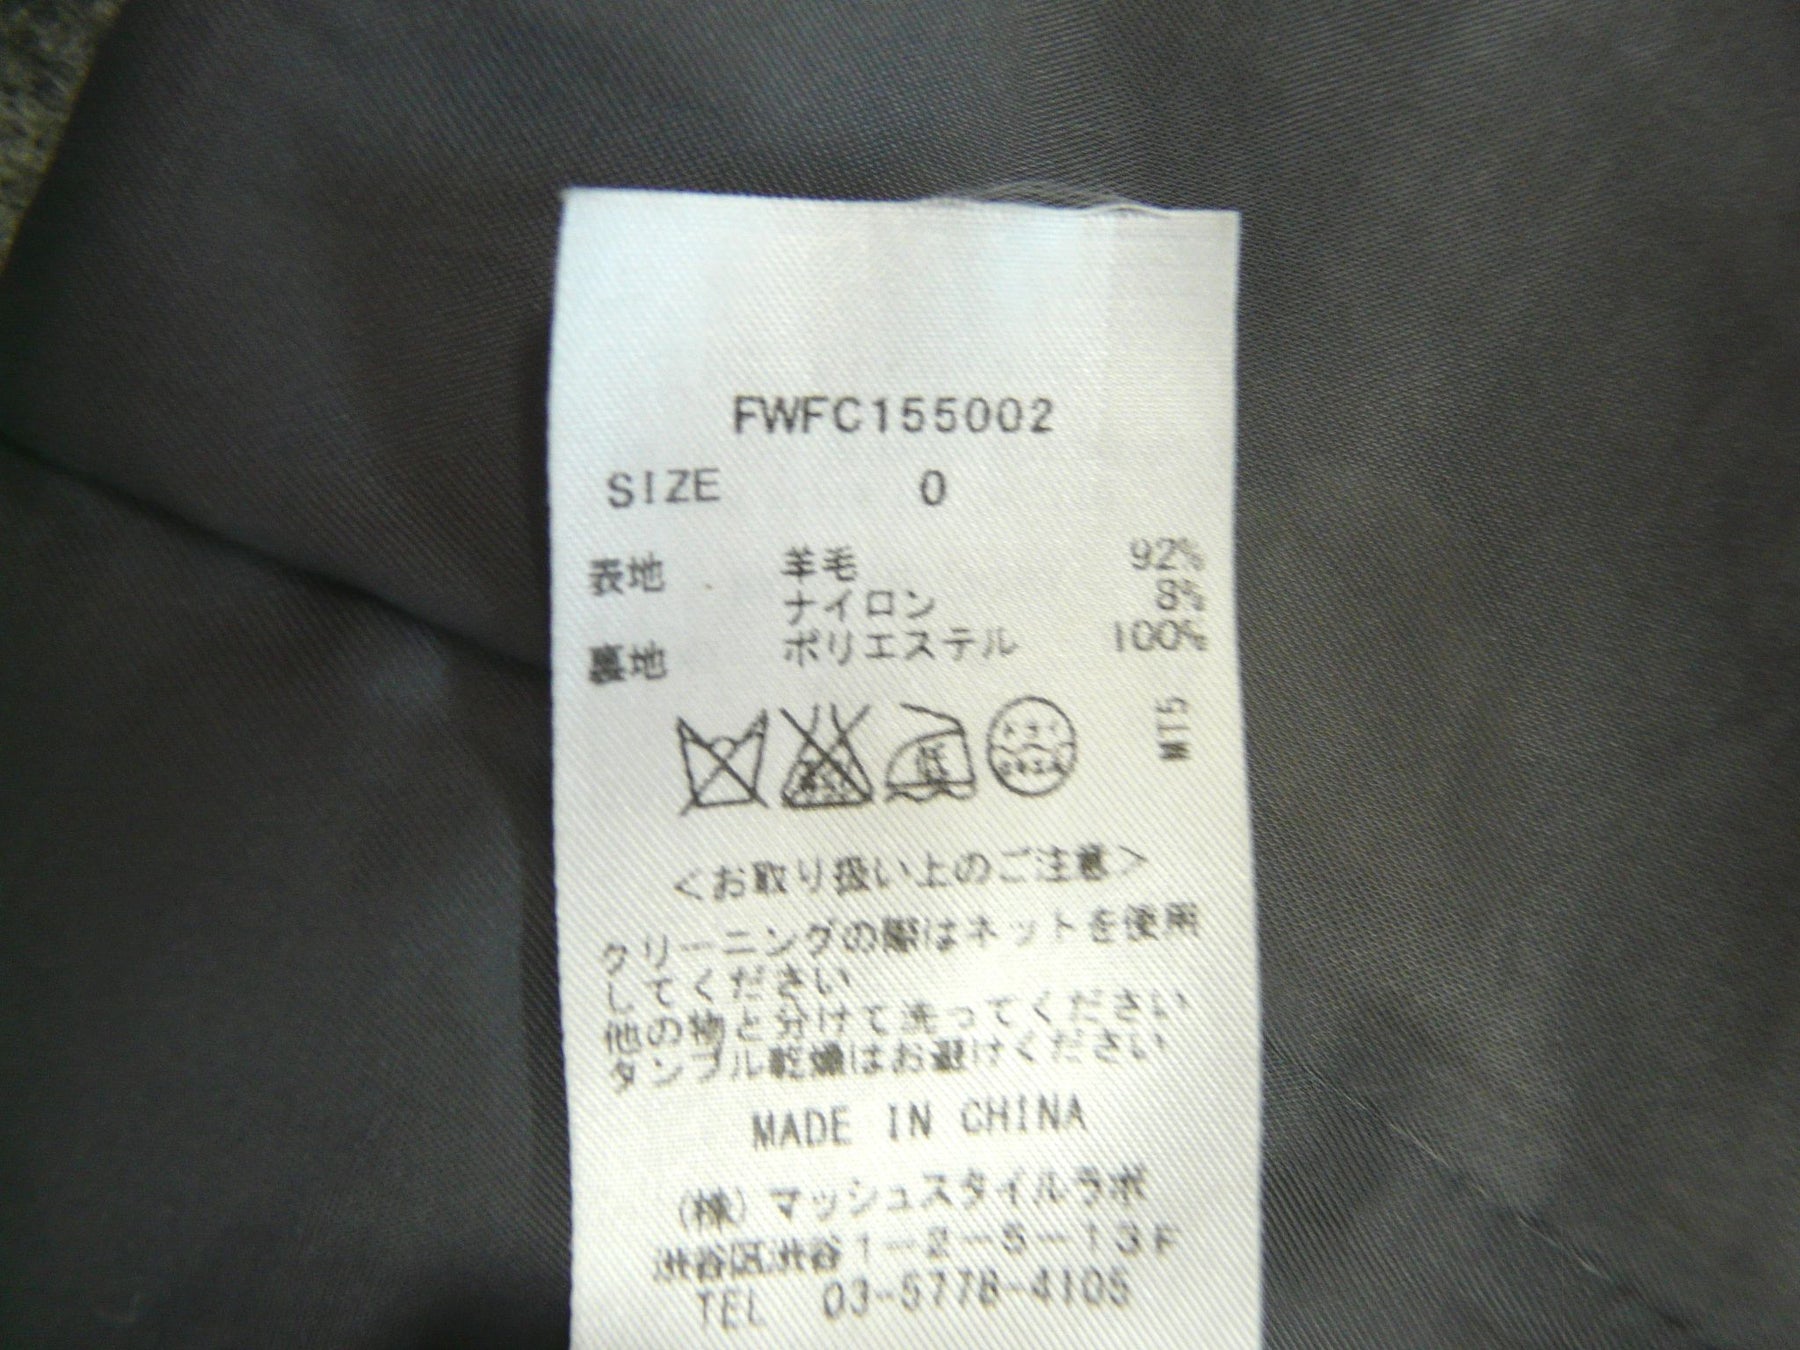 FWFC155002
SIZE 0
表地 羊毛 92%
ナイロン 8%
裏地 ポリエステル 100%
低
ドライ
MT5
<お取り扱い上のご注意>
クリーニングの際はネットを使用
してください
他の物と分けて洗ってください
タンブル乾燥はお避けください
MADE IN CHINA
(株)マッシュスタイルラボ
渋谷区渋谷1-2-5-13F
TEL 03-5778-4105